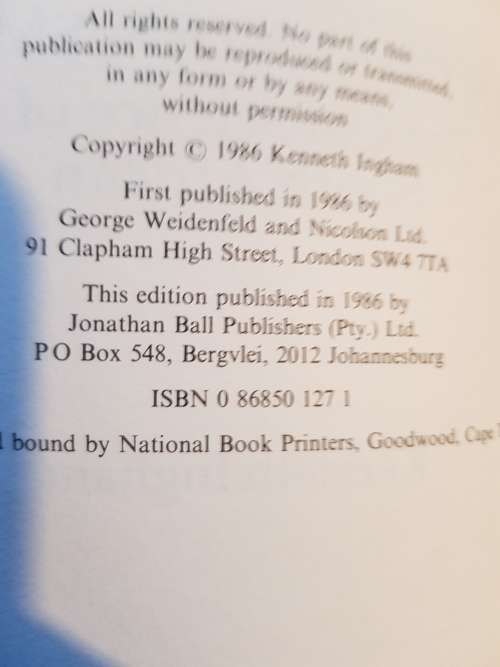 All rights reserved. No part of this
publication may be reproduced or transmitted,
in any form or by any means,
without permission
Copyright © 1986 Kenneth Ingham
First published in 1986 by
George Weidenfeld and Nicolson Ltd.
91 Clapham High Street, London SW4 7TA
This edition published in 1986 by
Jonathan Ball Publishers (Pty.) Ltd.
PO Box 548, Bergvlei, 2012 Johannesburg
ISBN 0 86850 127 1
bound by National Book Printers, Goodwood, Cape